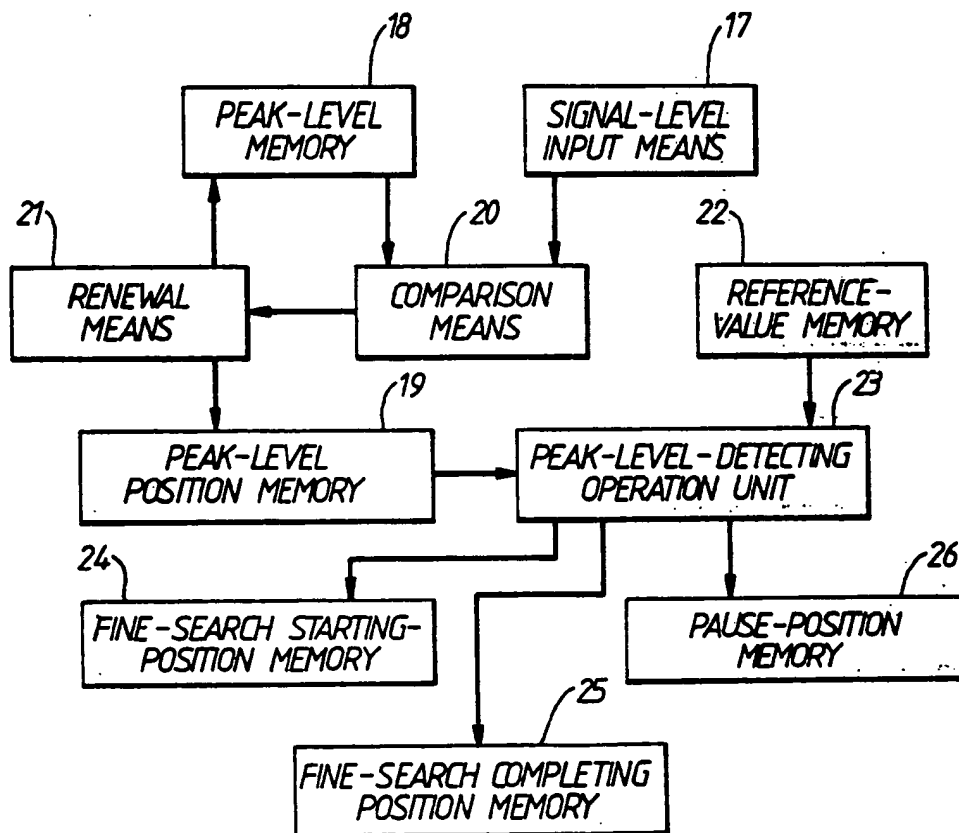 18
17
PEAK-LEVEL
MEMORY
SIGNAL-LEVEL
INPUT MEANS
21
20
22
RENEWAL
MEANS
COMPARISON
MEANS
REFERENCE-
VALUE MEMORY
19
23
PEAK-LEVEL
POSITION MEMORY
PEAK-LEVEL-DETECTING
OPERATION UNIT
24
26
FINE-SEARCH STARTING-
POSITION MEMORY
PAUSE-POSITION
MEMORY
25
FINE-SEARCH COMPLETING
POSITION MEMORY